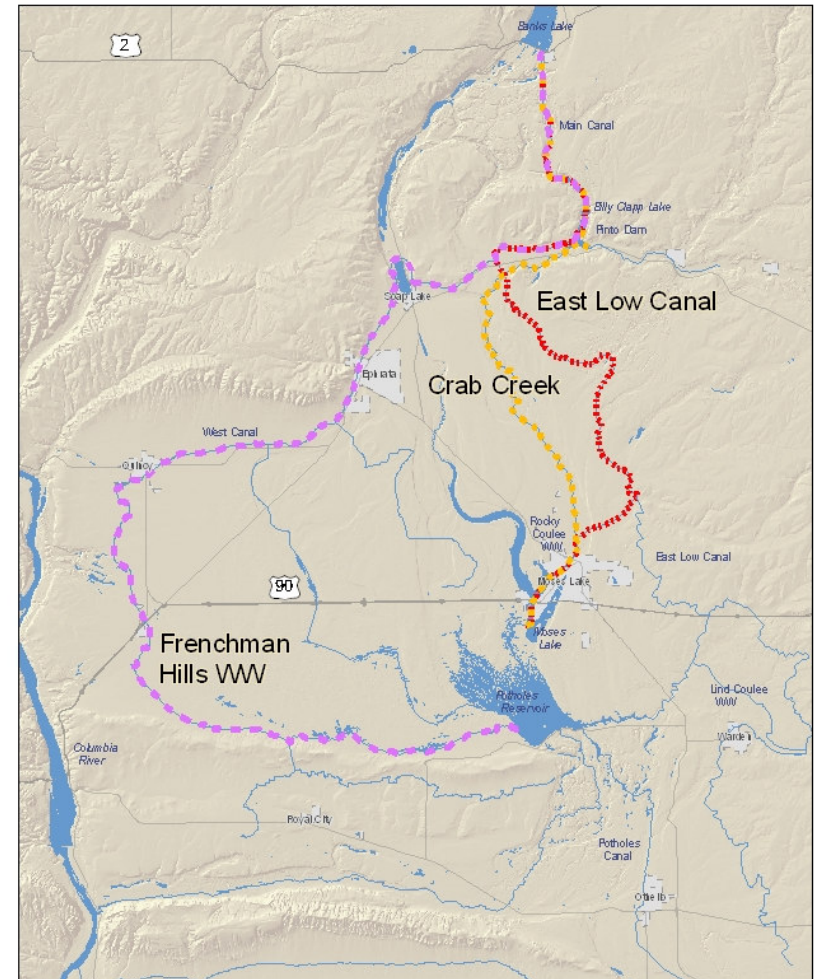 Banks Lake
2
Main Canal
Billy Clapp Lake
Pinto Dam
Soap Lake
East Low Canal
Ephrata
Crab Creek
West Canal
Quincy
Rocky
Coulee
WW
East Low Canal
Moses Lake
90
Moses
Lake
Frenchman
Hills WW
Potholes
Reservoir
Lind Coulee
WW
Warden
Columbia
River
Royal City
Potholes
Canal
Othello